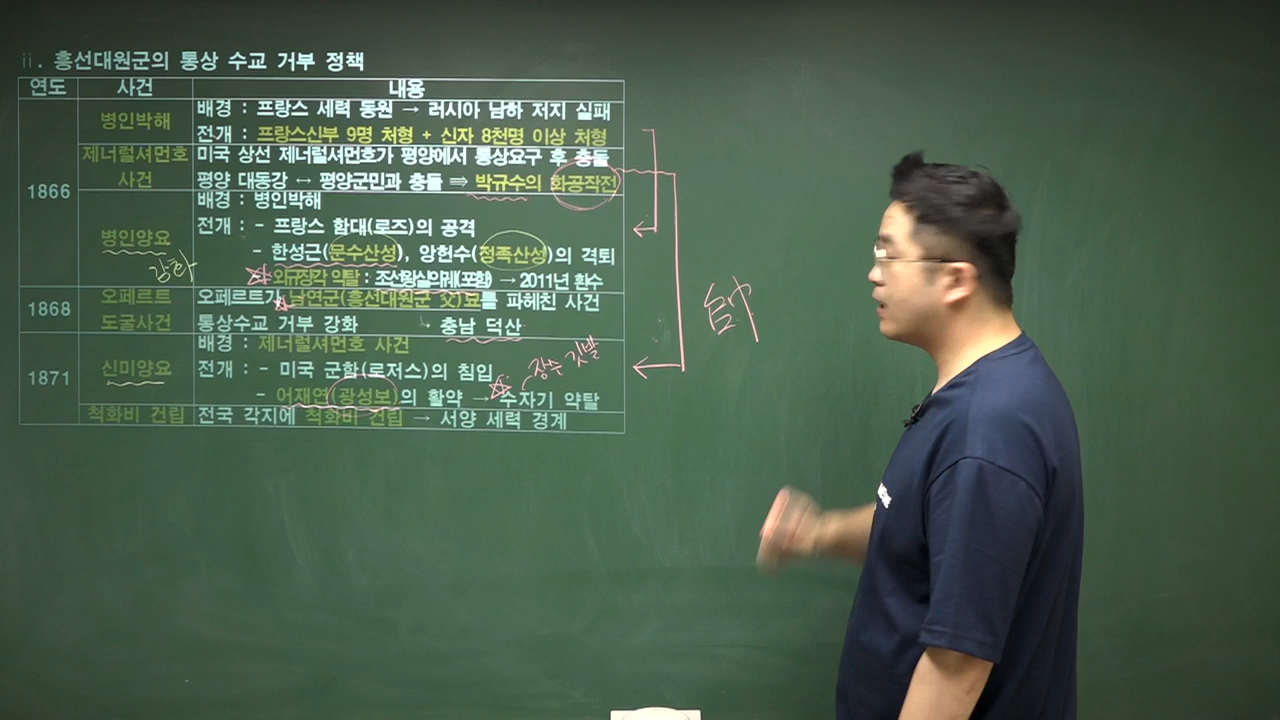 ii. 흥선대원군의 통상 수교 거부 정책
연도 사건 내용
1866
병인박해
배경 : 프랑스 세력 동원 → 러시아 남하 저지 실패
전개 : 프랑스신부 9명 처형 + 신자 8천명 이상 처형
제너럴셔먼호
사건
미국 상선 제너럴셔먼호가 평양에서 통상요구 후 충돌
평양 대동강 ↔ 평양군민과 충돌 ⇒ 박규수의 화공작전
병인양요
강화
배경 : 병인박해
전개 : - 프랑스 함대(로즈)의 공격
- 한성근(문수산성), 양헌수(정족산성)의 격퇴
외규장각 약탈 : 조선왕실의궤(포함) → 2011년 환수
1868
오페르트
도굴사건
오페르트가 남연군(흥선대원군 父)묘를 파헤친 사건
통상수교 거부 강화
충남 덕산
1871
신미양요
배경 : 제너럴셔먼호 사건
전개 : - 미국 군함(로저스)의 침입
- 어재연(광성보)의 활약 → 수자기 약탈
장수 깃발
척화비 건립
전국 각지에 척화비 건립 → 서양 세력 경계
帥